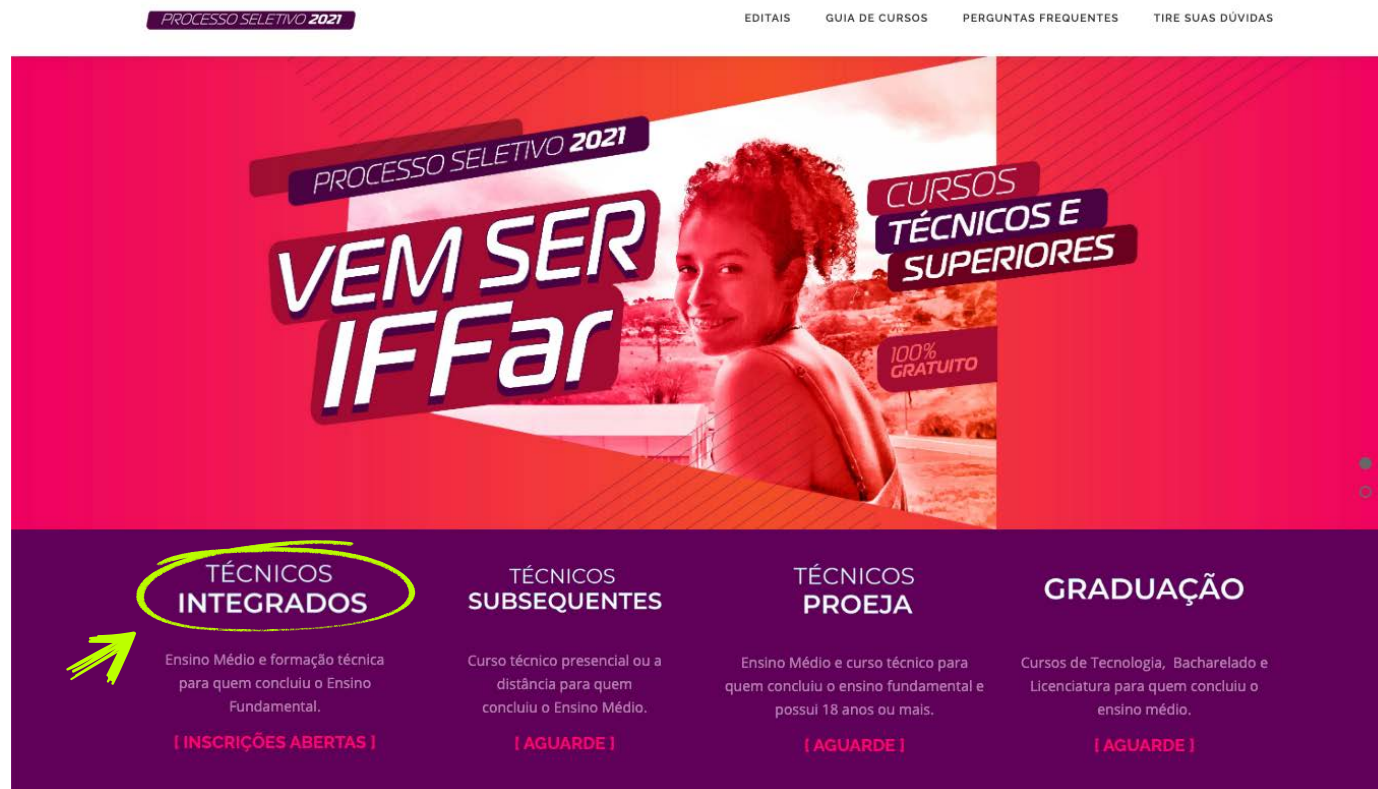 PROCESSO SELETIVO 2021
EDITAIS
GUIA DE CURSOS
PERGUNTAS FREQUENTES
TIRE SUAS DÚVIDAS
PROCESSO SELETIVO 2021
VEM SER
IFFar
CURSOS
TÉCNICOS E
SUPERIORES
100%
GRATUITO
TÉCNICOS
INTEGRADOS
Ensino Médio e formação técnica
para quem concluiu o Ensino
Fundamental.
[ INSCRIÇÕES ABERTAS ]
TÉCNICOS
SUBSEQUENTES
Curso técnico presencial ou a
distância para quem
concluiu o Ensino Médio.
[ AGUARDE ]
TÉCNICOS
PROEJA
Ensino Médio e curso técnico para
quem concluiu o ensino fundamental e
possui 18 anos ou mais.
[ AGUARDE ]
GRADUAÇÃO
Cursos de Tecnologia, Bacharelado e
Licenciatura para quem concluiu o
ensino médio.
[ AGUARDE ]